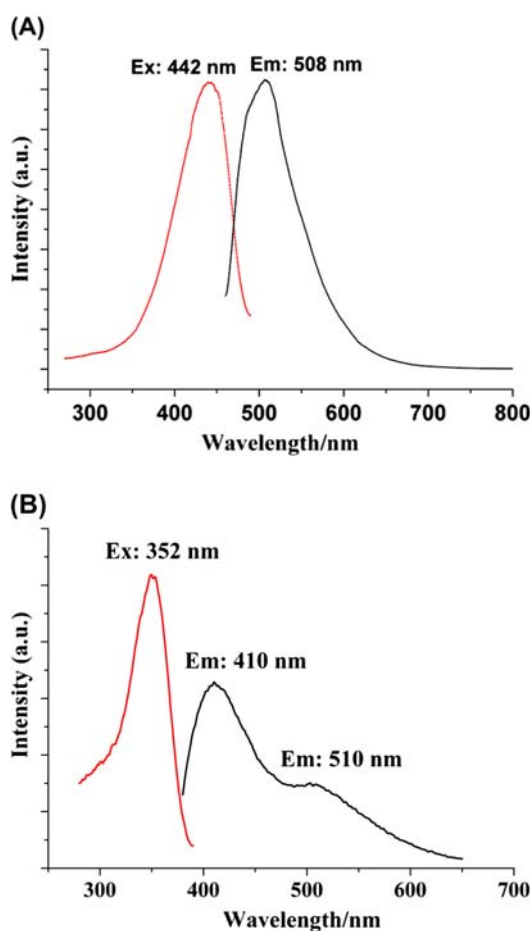 (A)
Ex: 442 nm Em: 508 nm
Intensity (a.u.)
300 400 500 600 700 800
Wavelength/nm
(B)
Ex: 352 nm
Em: 410 nm
Em: 510 nm
Intensity (a.u.)
300 400 500 600 700
Wavelength/nm